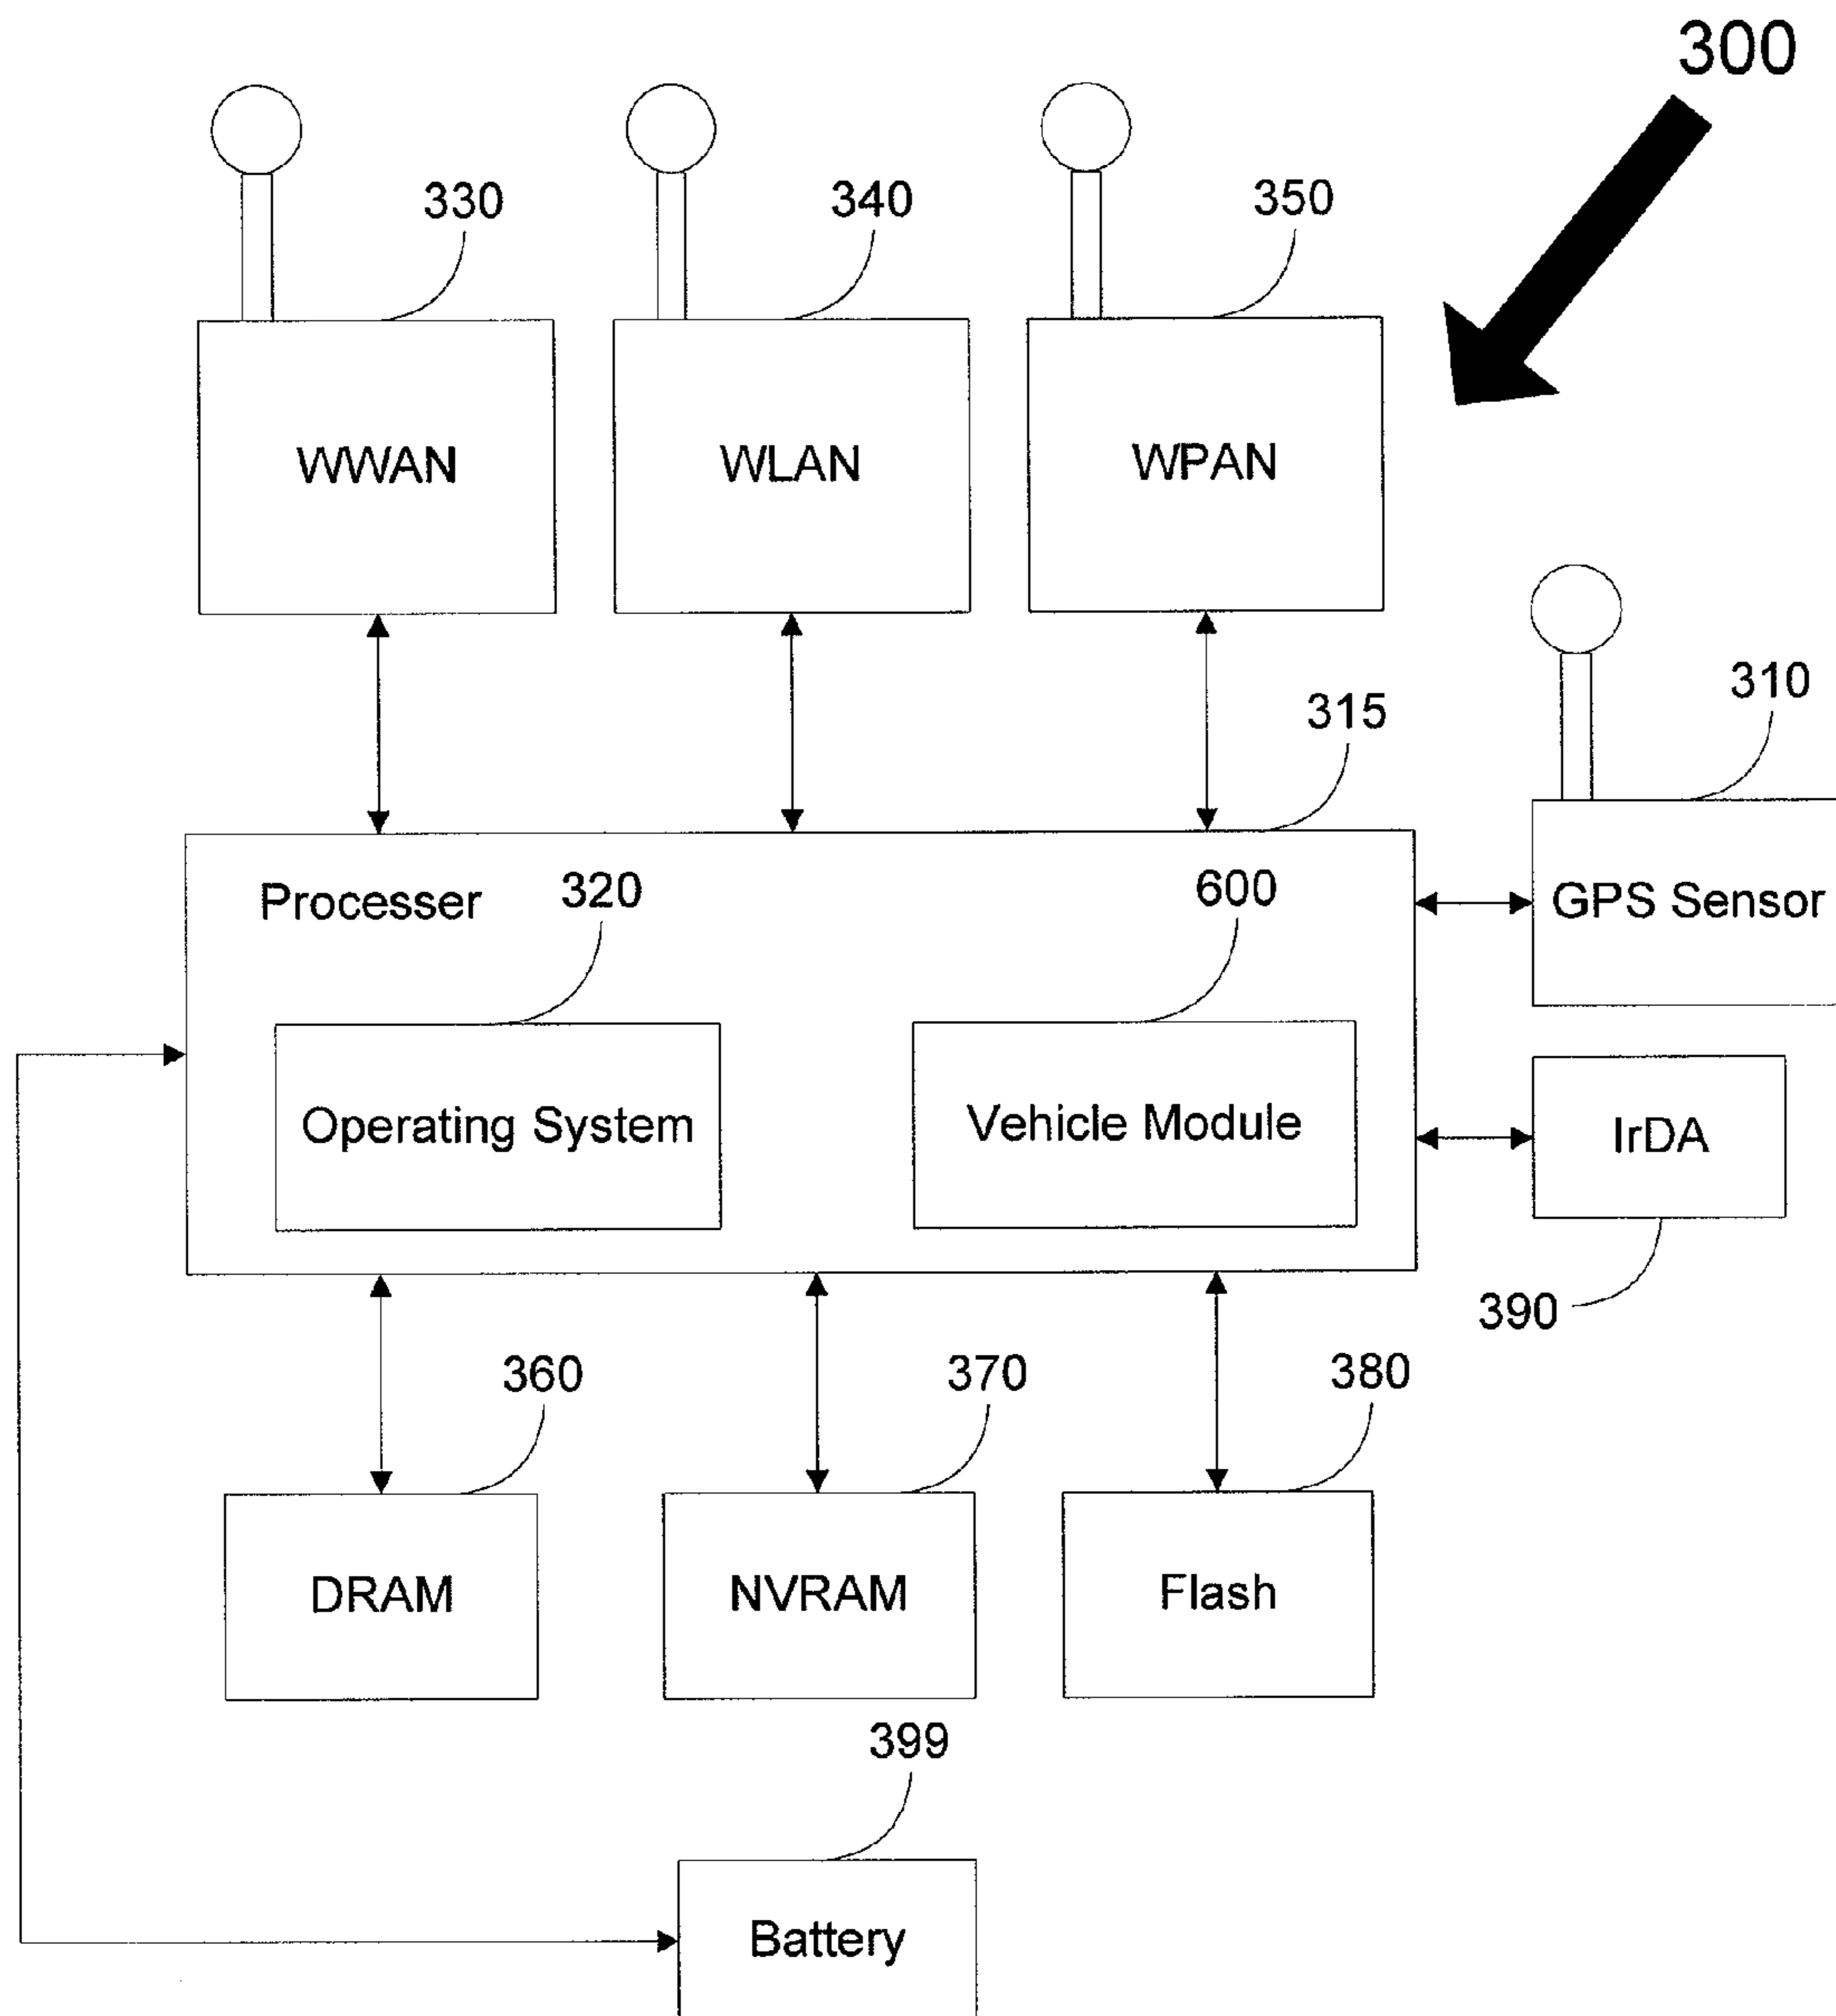 300
330
340
350
WWAN
WLAN
WPAN
310
315
Processer
320
600
GPS Sensor
Operating System
Vehicle Module
IrDA
390
360
370
380
DRAM
NVRAM
Flash
399
Battery